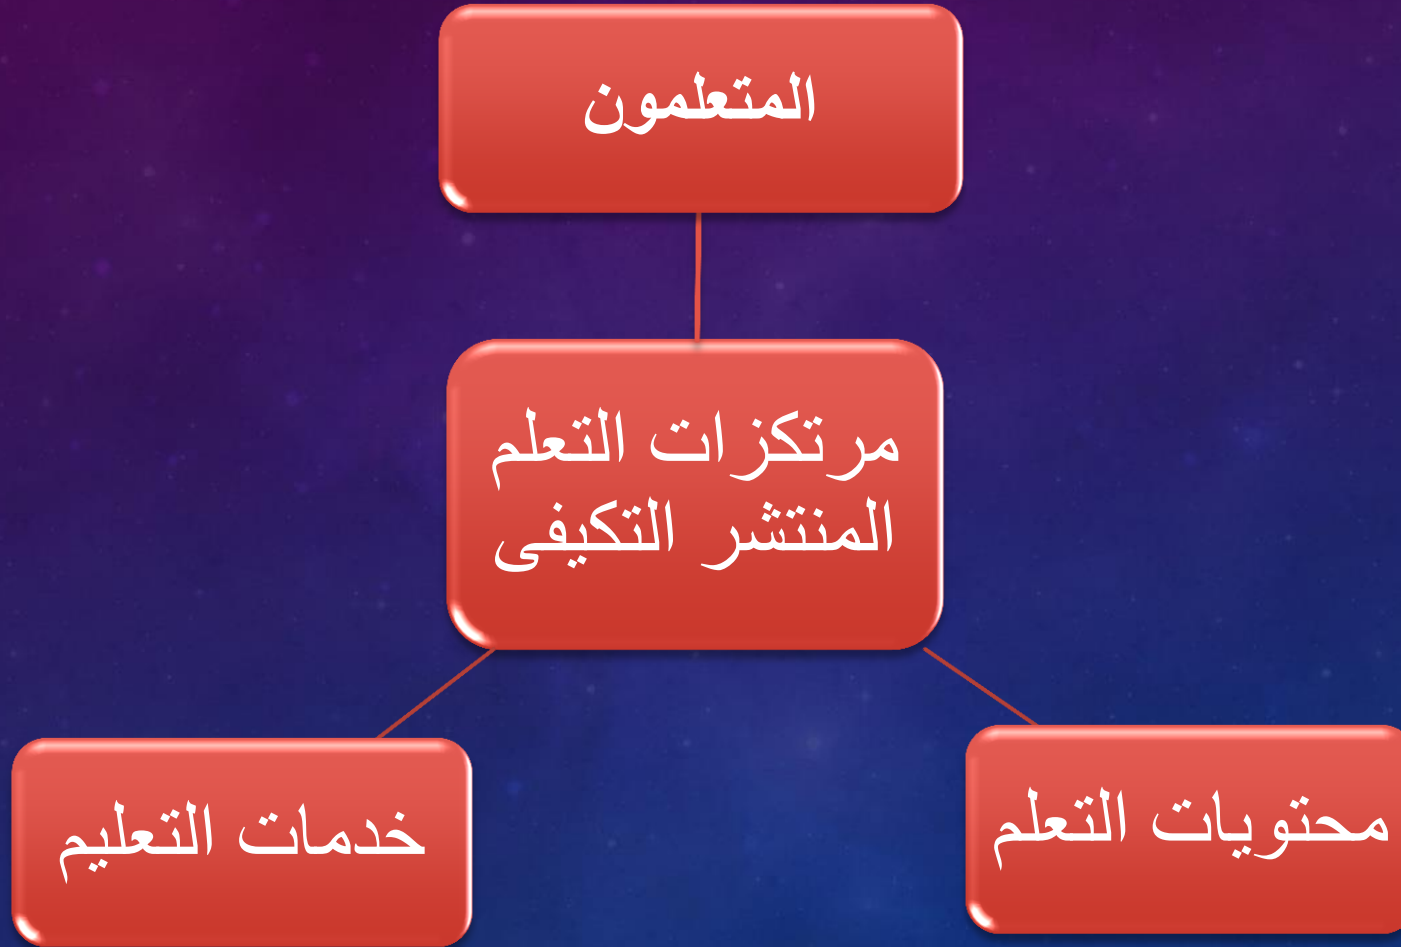 المتعلمون
مرتكزات التعلم
المنتشر التكيفى
محتويات التعلم
خدمات التعليم